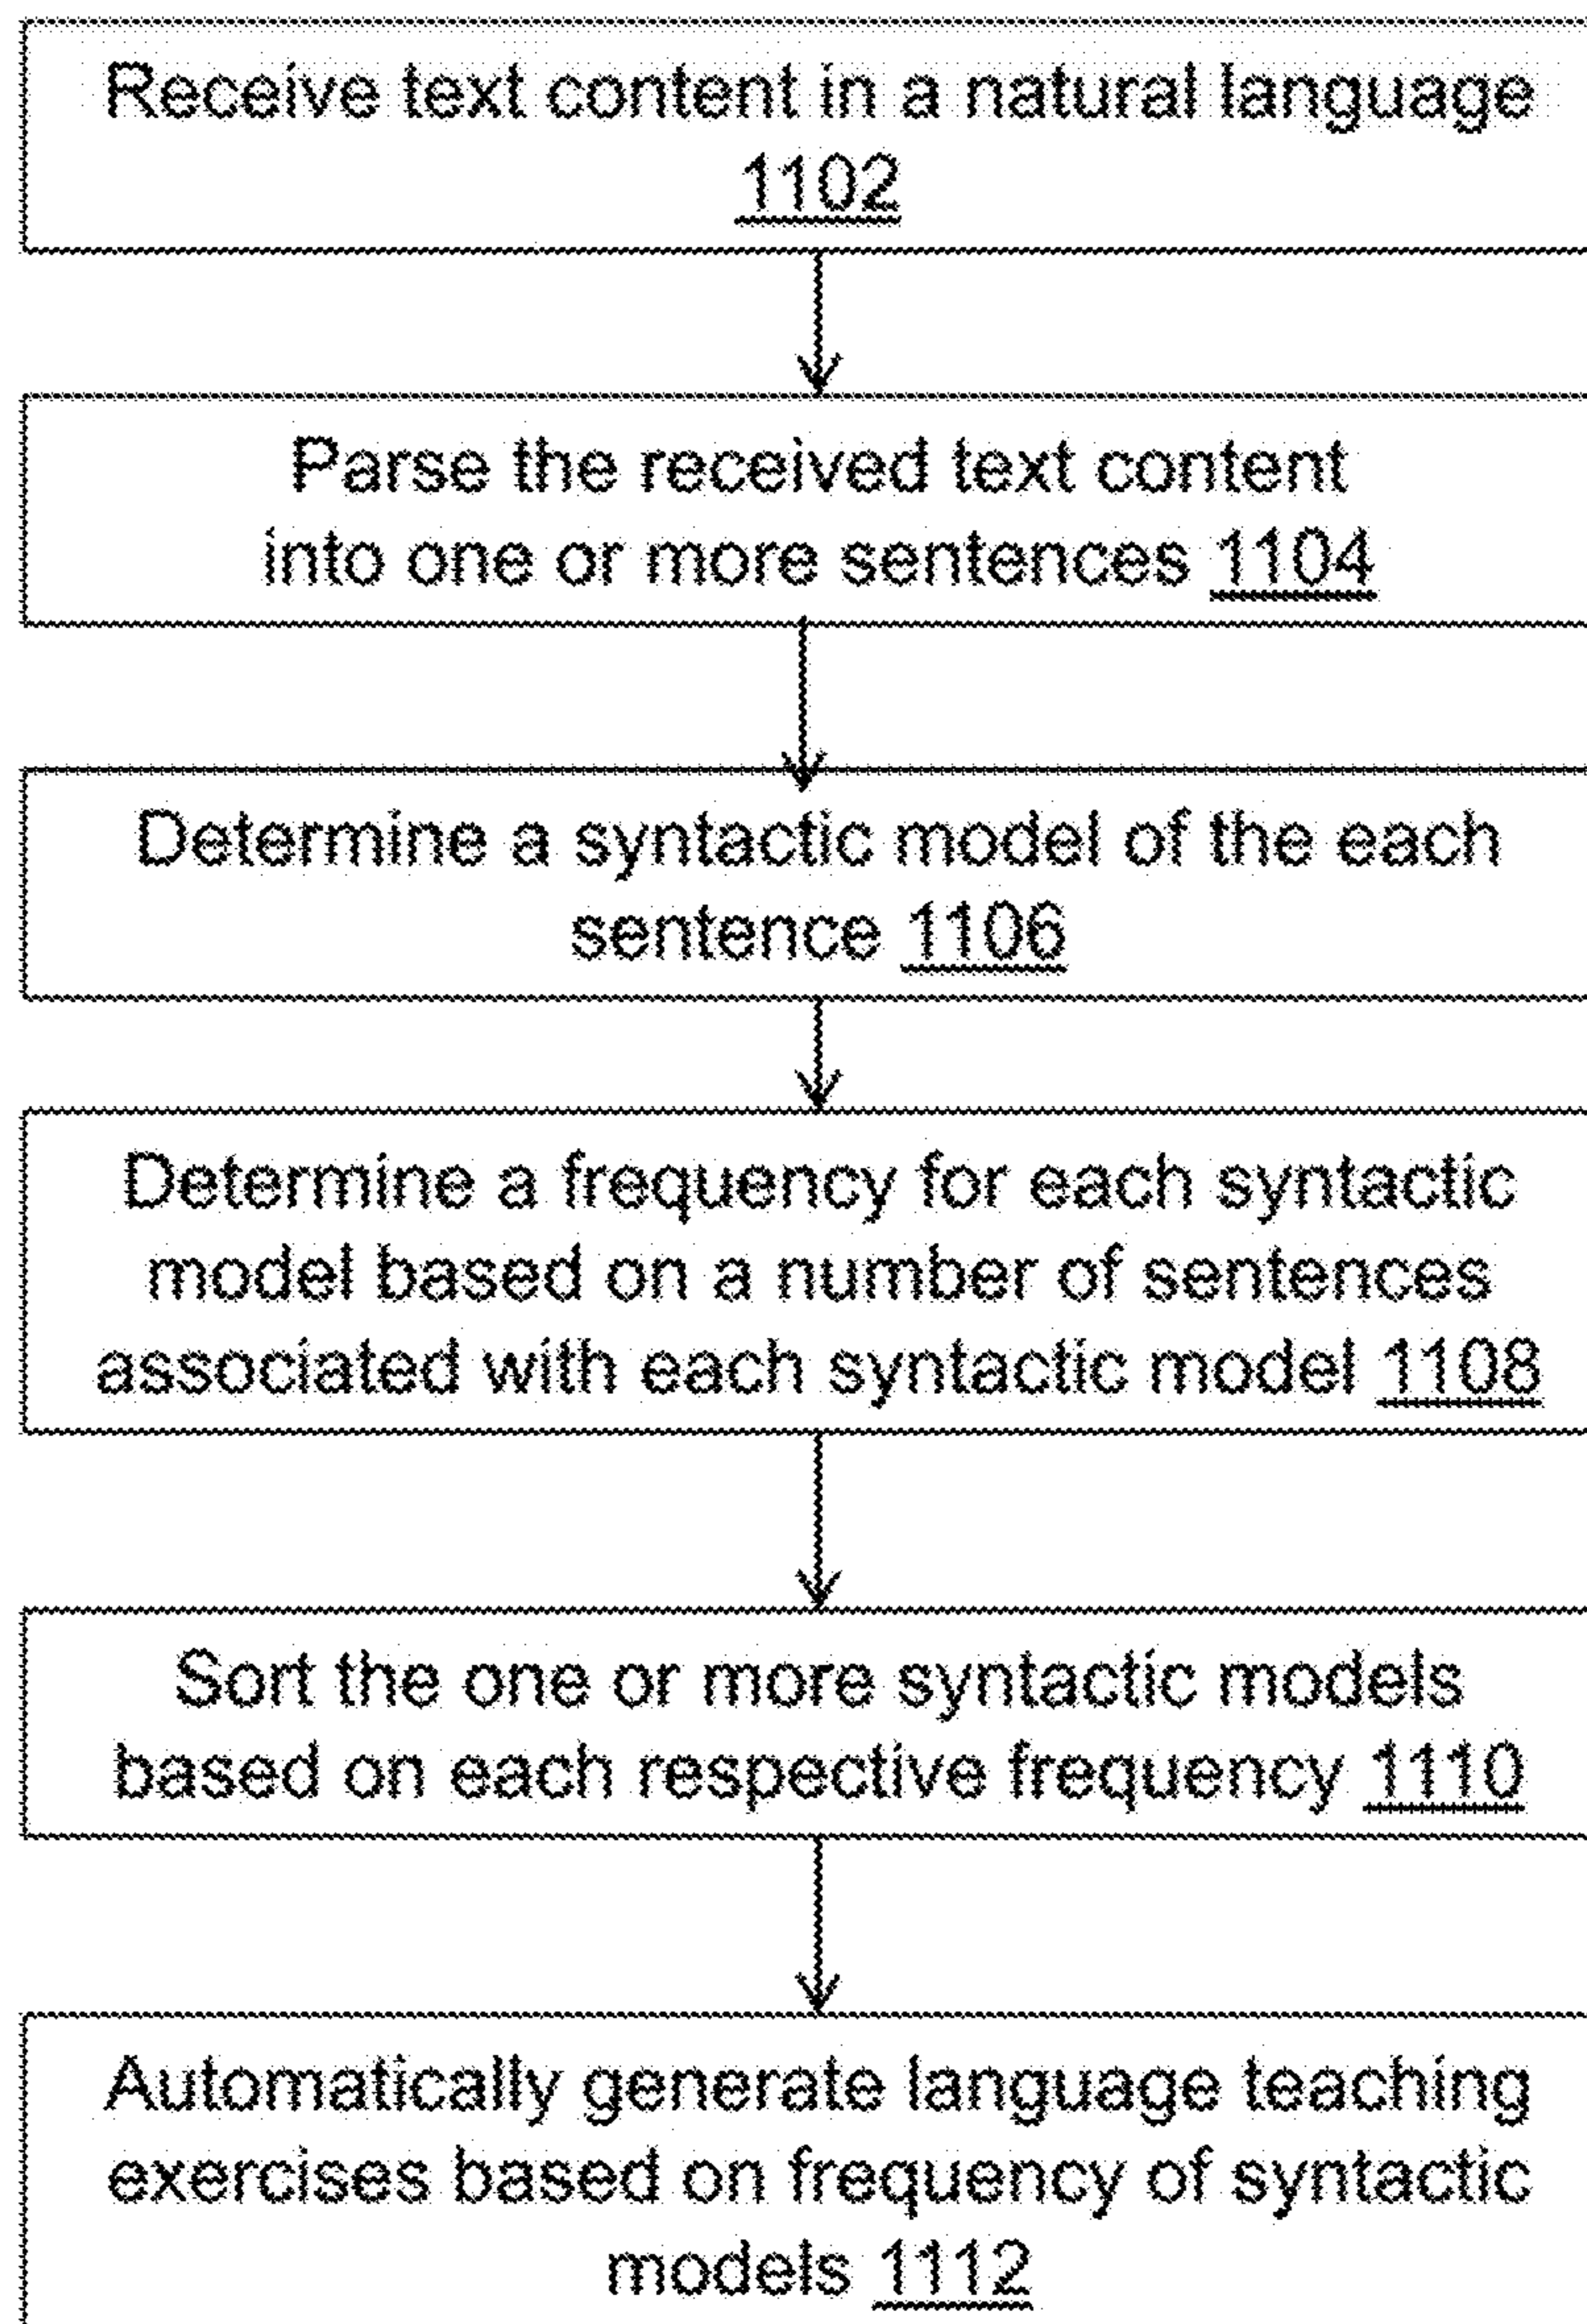 Receive text content in a natural language
1102
Parse the received text content
into one or more sentences 1104
Determine a syntactic model of the each
sentence 1106
Determine a frequency for each syntactic
model based on a number of sentences
associated with each syntactic model 1108
Sort the one or more syntactic models
based on each respective frequency 1110
Automatically generate language teaching
exercises based on frequency of syntactic
models 1112